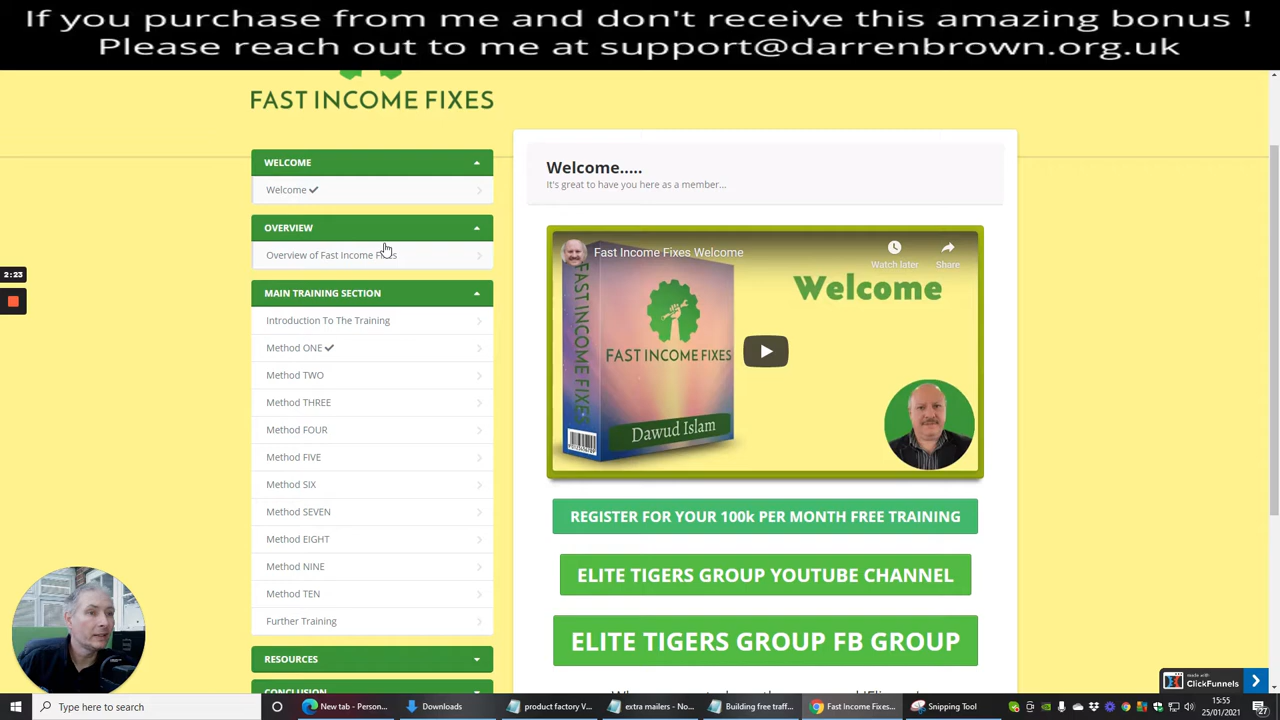 If you purchase from me and don't receive this amazing bonus !
Please reach out to me at support@darrenbrown.org.uk
FAST INCOME FIXES
WELCOME
Welcome
OVERVIEW
Overview of Fast Income Fixes
MAIN TRAINING SECTION
Introduction To The Training
Method ONE
Method TWO
Method THREE
Method FOUR
Method FIVE
Method SIX
Method SEVEN
Method EIGHT
Method NINE
Method TEN
Further Training
RESOURCES
CONCLUSION
Welcome.....
It's great to have you here as a member...
Fast Income Fixes Welcome
Watch later
Share
Welcome
FAST INCOME FIXES
FAST INCOME FIXES
Dawud Islam
REGISTER FOR YOUR 100k PER MONTH FREE TRAINING
ELITE TIGERS GROUP YOUTUBE CHANNEL
ELITE TIGERS GROUP FB GROUP
2:23
made with
ClickFunnels
Type here to search
New tab - Person...
Downloads
product factory V...
extra mailers - No...
Building free traff...
Fast Income Fixes...
Snipping Tool
15:55
25/01/2021
27